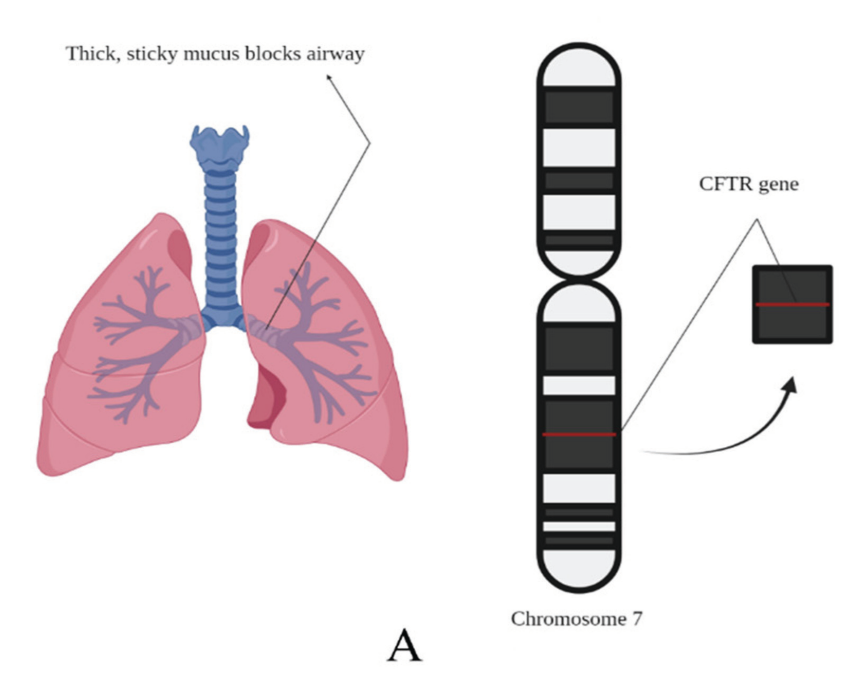 Thick, sticky mucus blocks airway
CFTR gene
Chromosome 7
A